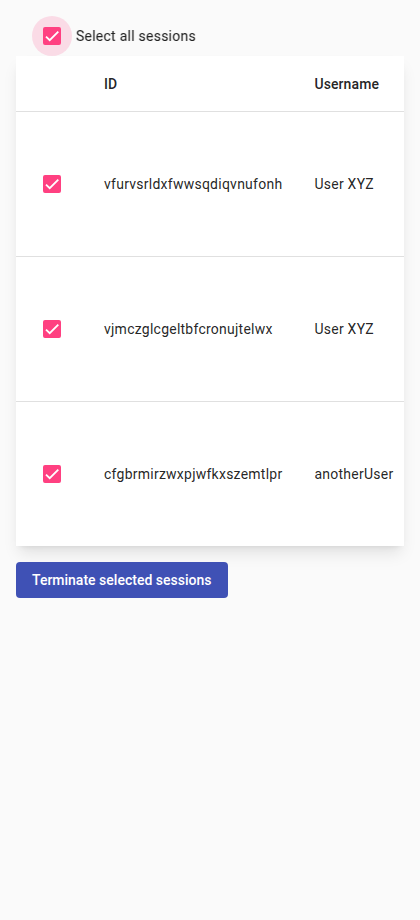 Select all sessions
ID Username
vfurvsrldxfwwsqdiqvnufonh User XYZ
vjmczglcgeltbfcronujtelwx User XYZ
cfgbrmirzwxpjwfkxszemtlpr anotherUser
Terminate selected sessions